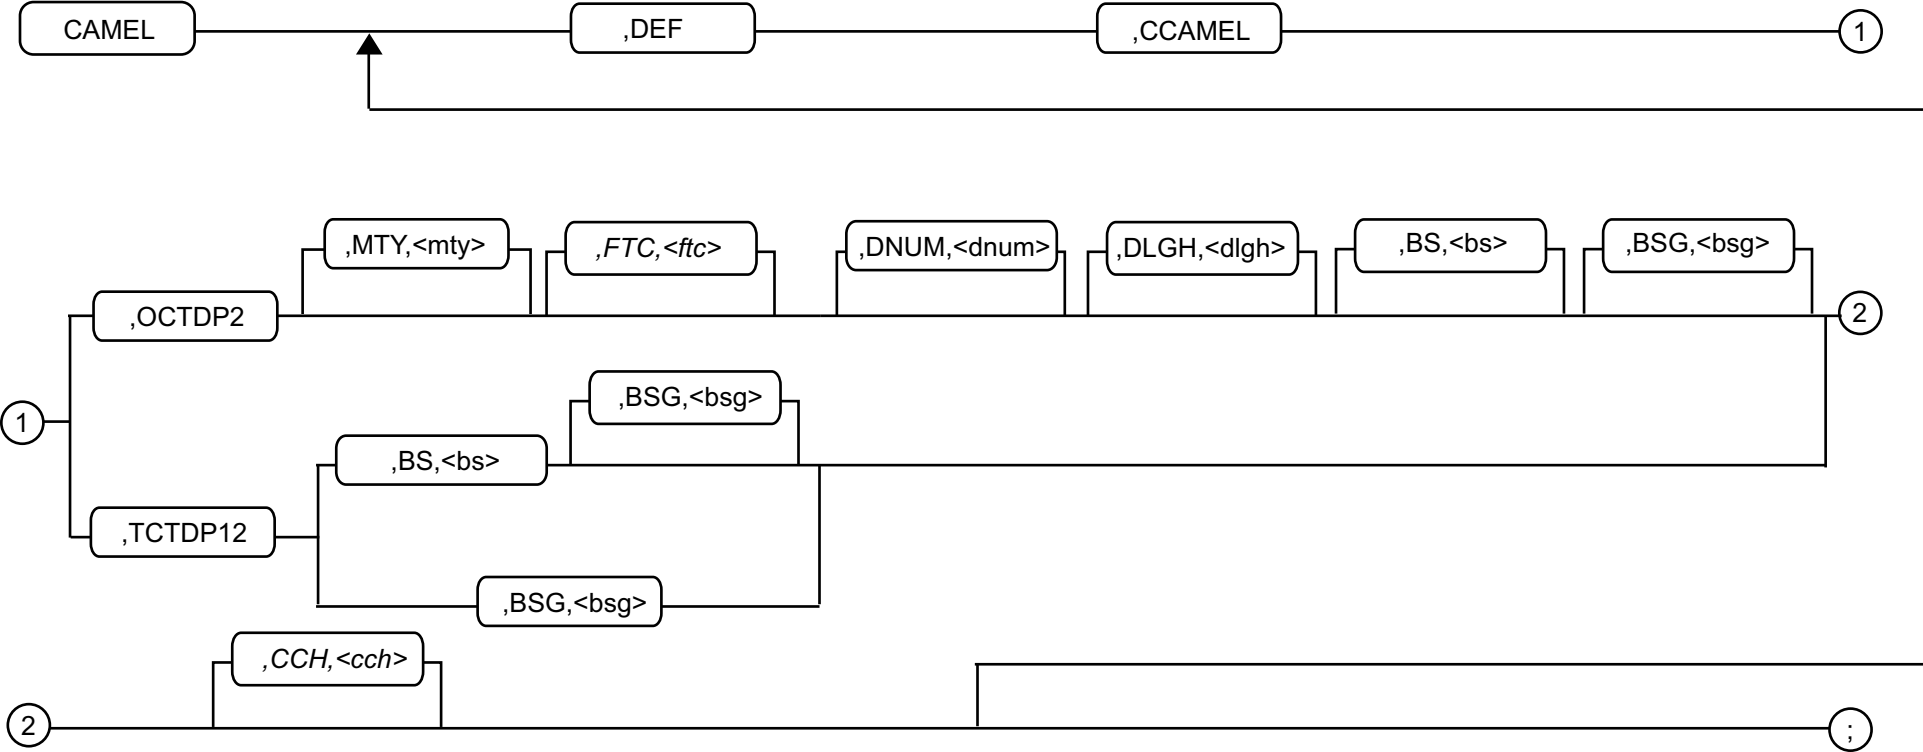 CAMEL ,DEF ,CCAMEL 1
,MTY,<mty> ,FTC,<ftc> ,DNUM,<dnum> ,DLGH,<dlgh> ,BS,<bs> ,BSG,<bsg>
,OCTDP2 2
,BSG,<bsg>
1
,BS,<bs>
,TCTDP12
,BSG,<bsg>
,CCH,<cch>
2 ;